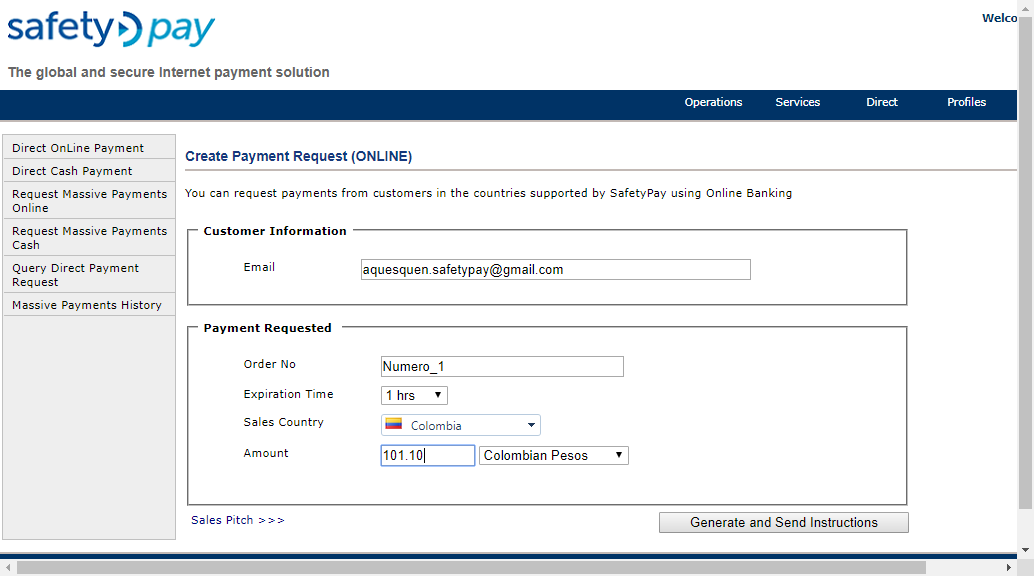 safetypay
Welco
The global and secure Internet payment solution
Operations Services Direct Profiles
Direct OnLine Payment
Direct Cash Payment
Request Massive Payments
Online
Request Massive Payments
Cash
Query Direct Payment
Request
Massive Payments History
Create Payment Request (ONLINE)
You can request payments from customers in the countries supported by SafetyPay using Online Banking
Customer Information
Email aquesquen.safetypay@gmail.com
Payment Requested
Order No Numero_1
Expiration Time 1 hrs
Sales Country Colombia
Amount 101.10 Colombian Pesos
Sales Pitch >>>
Generate and Send Instructions